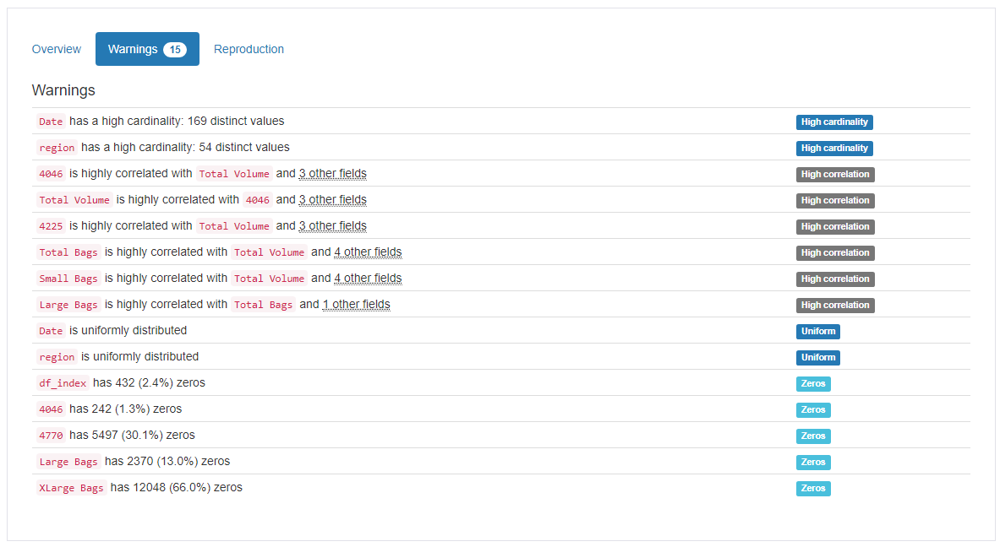 Overview Warnings 15 Reproduction
Warnings
Date has a high cardinality: 169 distinct values High cardinality
region has a high cardinality: 54 distinct values High cardinality
4046 is highly correlated with Total Volume and 3 other fields High correlation
Total Volume is highly correlated with 4046 and 3 other fields High correlation
4225 is highly correlated with Total Volume and 3 other fields High correlation
Total Bags is highly correlated with Total Volume and 4 other fields High correlation
Small Bags is highly correlated with Total Volume and 4 other fields High correlation
Large Bags is highly correlated with Total Bags and 1 other fields High correlation
Date is uniformly distributed Uniform
region is uniformly distributed Uniform
df_index has 432 (2.4%) zeros Zeros
4046 has 242 (1.3%) zeros Zeros
4770 has 5497 (30.1%) zeros Zeros
Large Bags has 2370 (13.0%) zeros Zeros
XLarge Bags has 12048 (66.0%) zeros Zeros